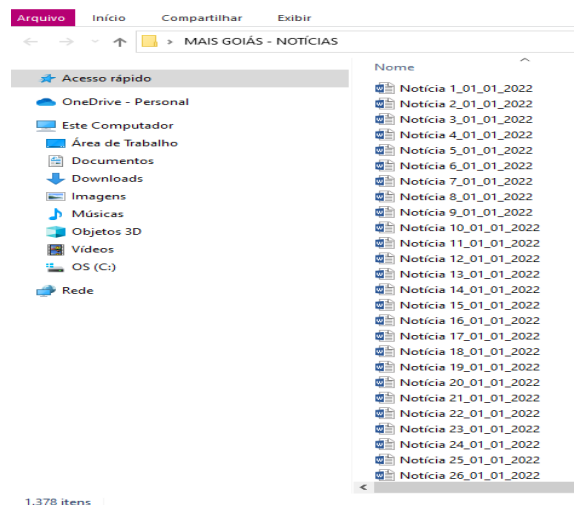 Arquivo Início Compartilhar Exibir
MAIS GOIÁS - NOTÍCIAS
Acesso rápido
OneDrive - Personal
Este Computador
Área de Trabalho
Documentos
Downloads
Imagens
Músicas
Objetos 3D
Vídeos
OS (C:)
Rede
Nome
Notícia 1_01_01_2022
Notícia 2_01_01_2022
Notícia 3_01_01_2022
Notícia 4_01_01_2022
Notícia 5_01_01_2022
Notícia 6_01_01_2022
Notícia 7_01_01_2022
Notícia 8_01_01_2022
Notícia 9_01_01_2022
Notícia 10_01_01_2022
Notícia 11_01_01_2022
Notícia 12_01_01_2022
Notícia 13_01_01_2022
Notícia 14_01_01_2022
Notícia 15_01_01_2022
Notícia 16_01_01_2022
Notícia 17_01_01_2022
Notícia 18_01_01_2022
Notícia 19_01_01_2022
Notícia 20_01_01_2022
Notícia 21_01_01_2022
Notícia 22_01_01_2022
Notícia 23_01_01_2022
Notícia 24_01_01_2022
Notícia 25_01_01_2022
Notícia 26_01_01_2022
1.378 itens